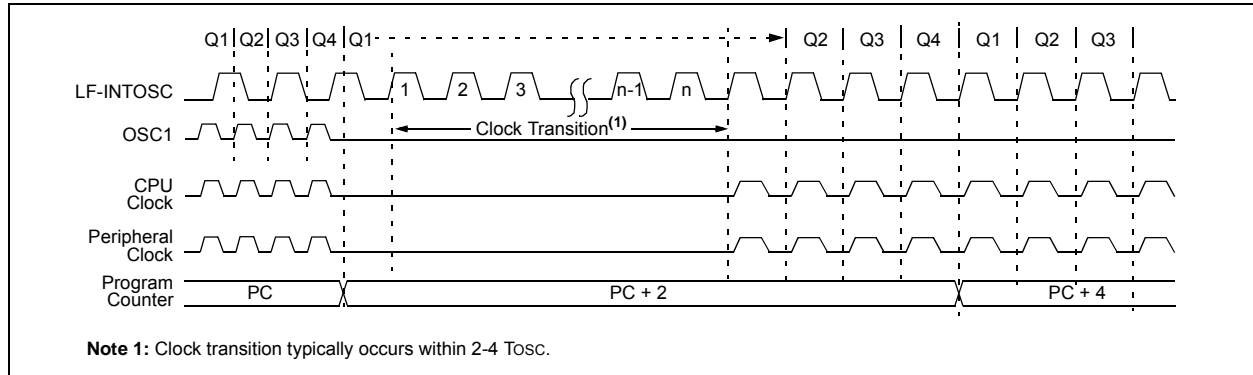 Q1 Q2 Q3 Q4 Q1 Q2 Q3 Q4 Q1 Q2 Q3
LF-INTOSC 1 2 3 n-1 n
OSC1 Clock Transition(1)
CPU
Clock
Peripheral
Clock
Program
Counter
PC PC + 2 PC + 4
Note 1: Clock transition typically occurs within 2-4 TOSC.